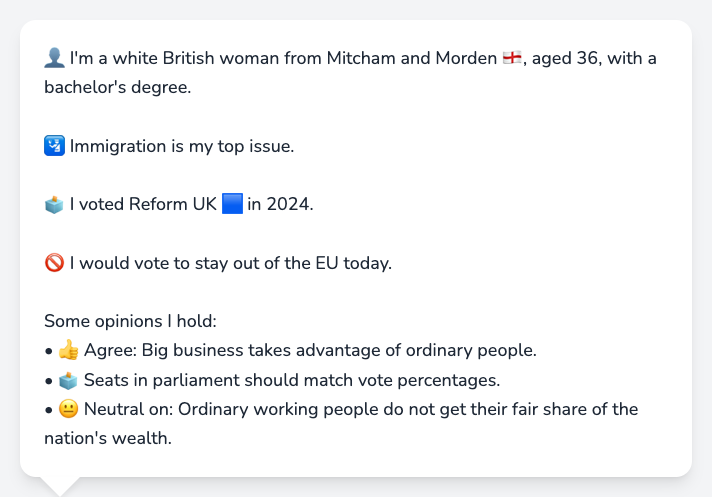 👤 I'm a white British woman from Mitcham and Morden 🏴󠁧󠁢󠁥󠁮󠁧󠁿, aged 36, with a
bachelor's degree.
🛂 Immigration is my top issue.
🗳️ I voted Reform UK 🟦 in 2024.
🚫 I would vote to stay out of the EU today.
Some opinions I hold:
• 👍 Agree: Big business takes advantage of ordinary people.
• 🗳️ Seats in parliament should match vote percentages.
• 😐 Neutral on: Ordinary working people do not get their fair share of the
nation's wealth.